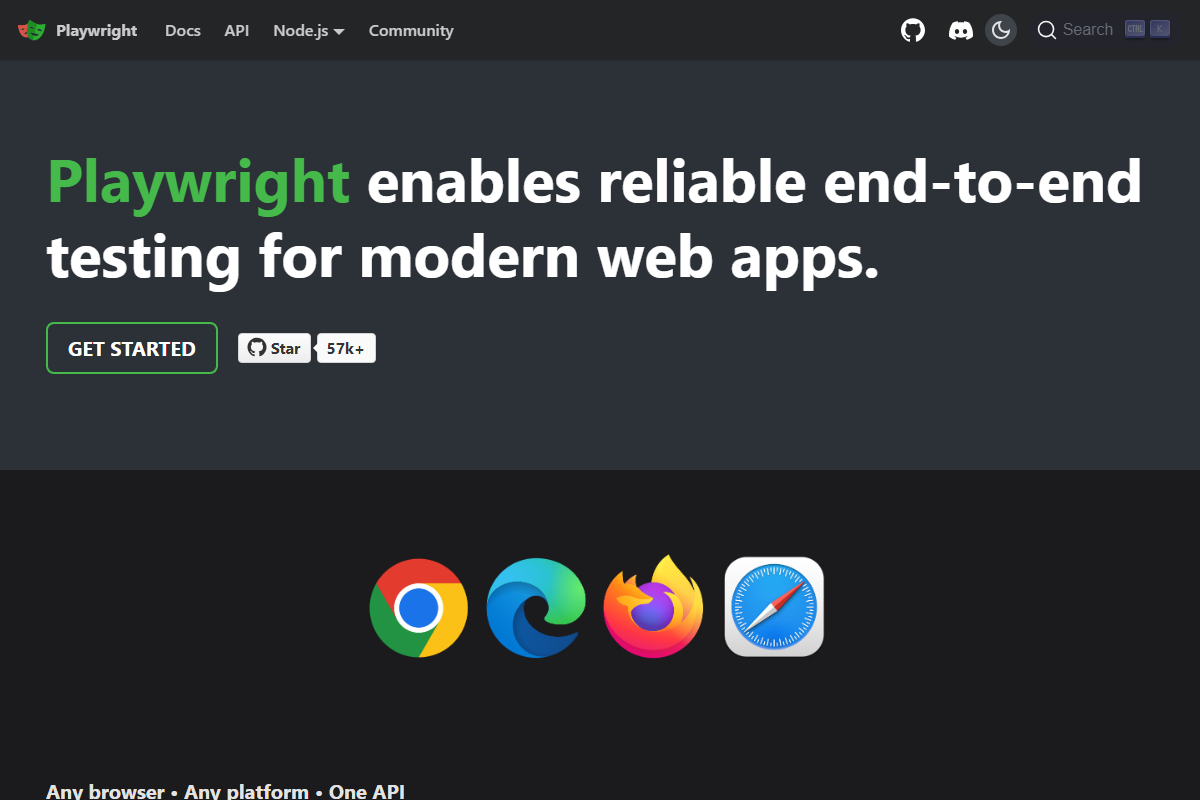 Playwright Docs API Node.js Community Search CTRL K
Playwright enables reliable end-to-end
testing for modern web apps.
GET STARTED Star 57k+
Any browser • Any platform • One API